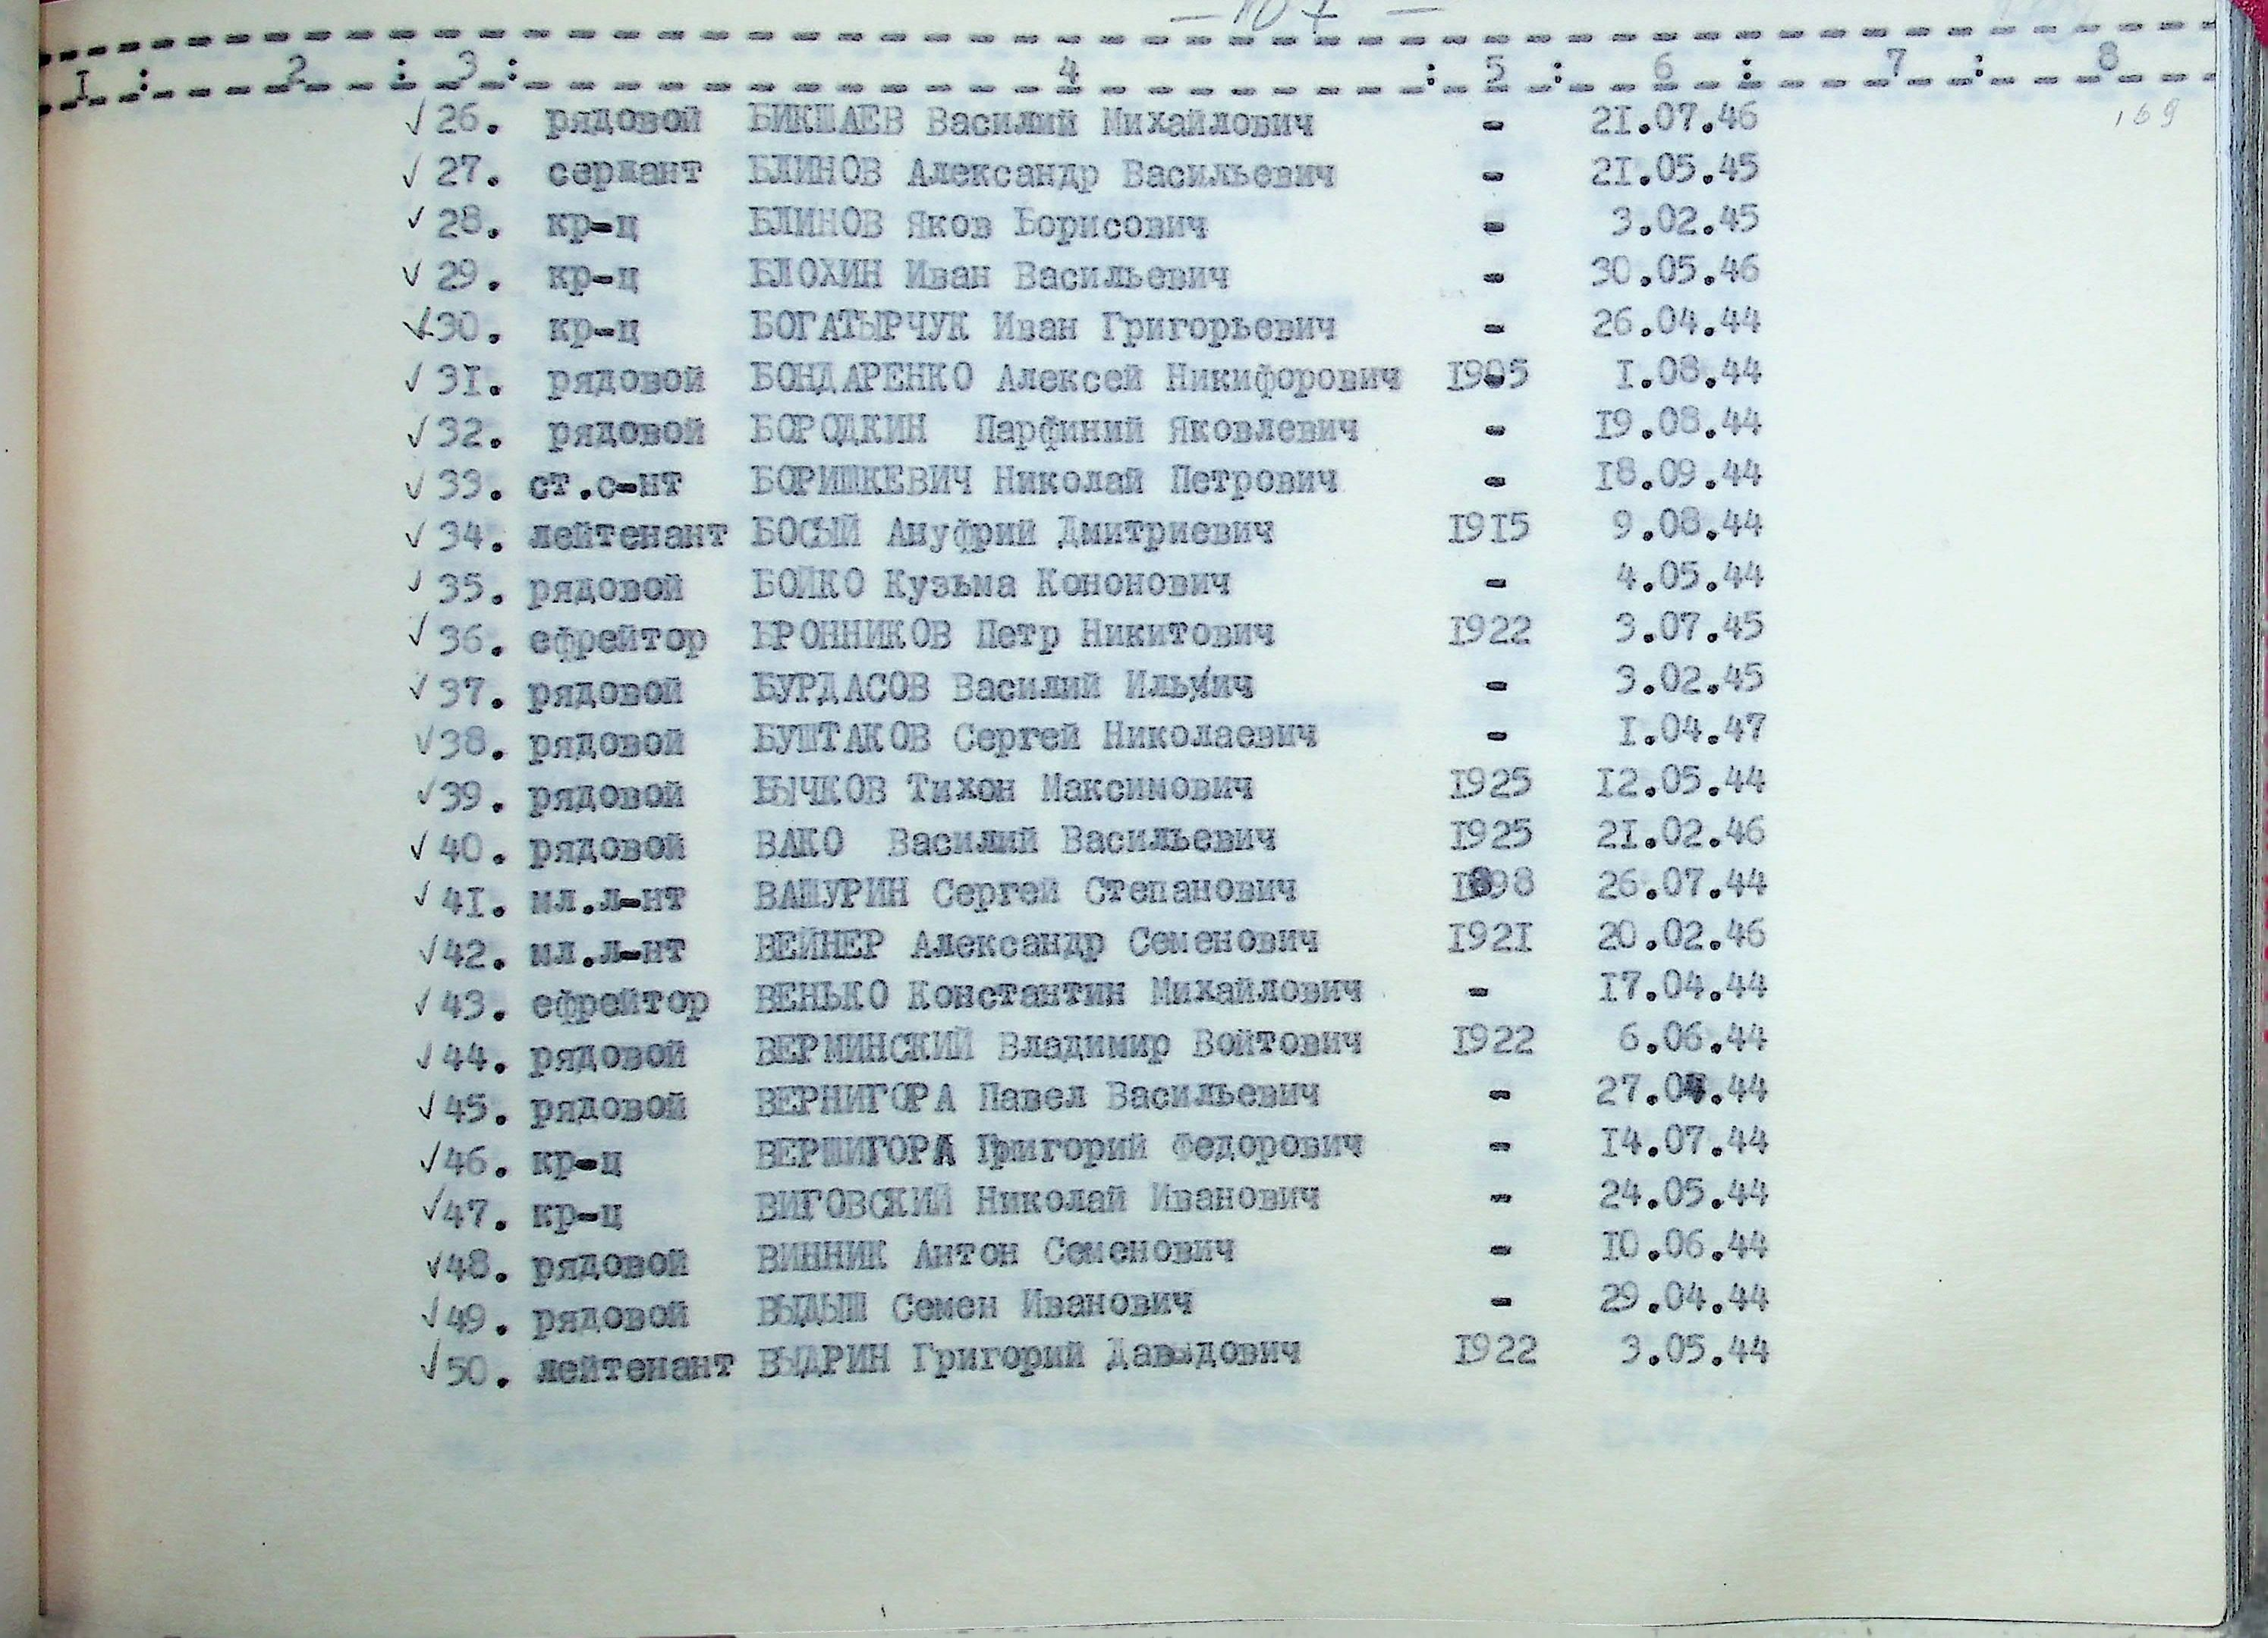 I : 2 : 3 : 4 : 5 : 6 : 7 : 8
169
✓ 26. рядовой БИКШАЕВ Василий Михайлович - 21.07.46
✓ 27. сержант БЛИНОВ Александр Васильевич - 21.05.45
✓ 28. кр-ц БЛИНОВ Яков Борисович - 3.02.45
✓ 29. кр-ц БЛОХИН Иван Васильевич - 30.05.46
✓ 30. кр-ц БОГАТЫРЧУК Иван Григорьевич - 26.04.44
✓ 31. рядовой БОНДАРЕНКО Алексей Никифорович 1905 1.08.44
✓ 32. рядовой БОРОДКИН Парфиний Яковлевич - 19.08.44
✓ 33. ст.с-нт БОРИШКЕВИЧ Николай Петрович - 18.09.44
✓ 34. лейтенант БОСЫЙ Ануфрий Дмитриевич 1915 9.08.44
✓ 35. рядовой БОЙКО Кузьма Кононович - 4.05.44
✓ 36. ефрейтор БРОННИКОВ Петр Никитович 1922 3.07.45
✓ 37. рядовой БУРДАСОВ Василий Ильич - 3.02.45
✓ 38. рядовой БУШТАКОВ Сергей Николаевич - 1.04.47
✓ 39. рядовой БЫЧКОВ Тихон Максимович 1925 12.05.44
✓ 40. рядовой ВАКО Василий Васильевич 1925 21.02.46
✓ 41. мл.л-нт ВАШУРИН Сергей Степанович 1898 26.07.44
✓ 42. мл.л-нт ВЕЙНЕР Александр Семенович 1921 20.02.46
✓ 43. ефрейтор ВЕНЬКО Константин Михайлович - 17.04.44
✓ 44. рядовой ВЕРМИНСКИЙ Владимир Войтович 1922 6.06.44
✓ 45. рядовой ВЕРНИГОРА Павел Васильевич -
✓ 46. кр-ц ВЕРШИГОРА Григорий Федорович - 14.07.44
✓ 47. кр-ц ВИГОВСКИЙ Николай Иванович - 24.05.44
✓ 48. рядовой ВИННИК Антон Семенович - 10.06.44
✓ 49. рядовой ВЫДЫШ Семен Иванович - 29.04.44
✓ 50. лейтенант ВЫДРИН Григорий Давыдович 1922 3.05.44